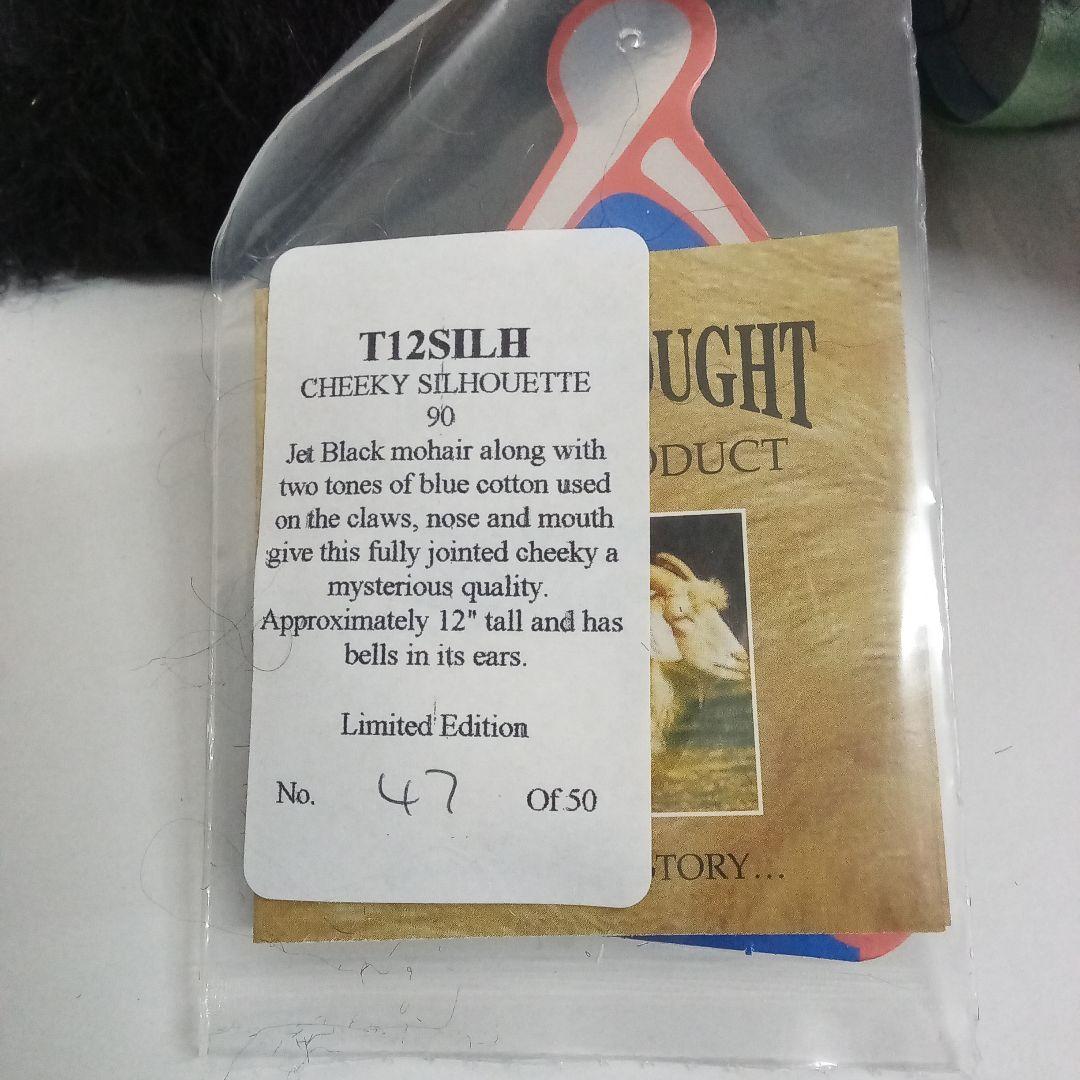 T12SILH
CHEEKY SILHOUETTE
90
Jet Black mohair along with
two tones of blue cotton used
on the claws, nose and mouth
give this fully jointed cheeky a
mysterious quality.
Approximately 12" tall and has
bells in its ears.
Limited Edition
No. 47 Of 50
UGHT
ODUCT
STORY...